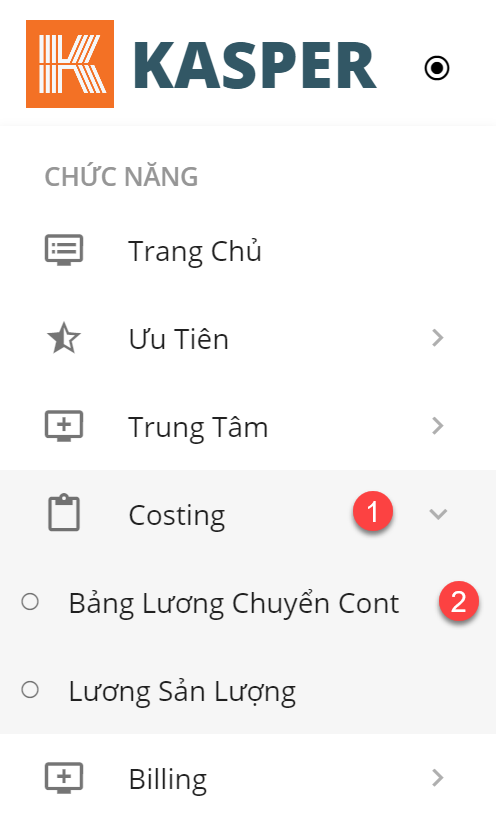 KASPER
CHỨC NĂNG
Trang Chủ
Ưu Tiên
Trung Tâm
Costing 1
Bảng Lương Chuyển Cont 2
Lương Sản Lượng
Billing